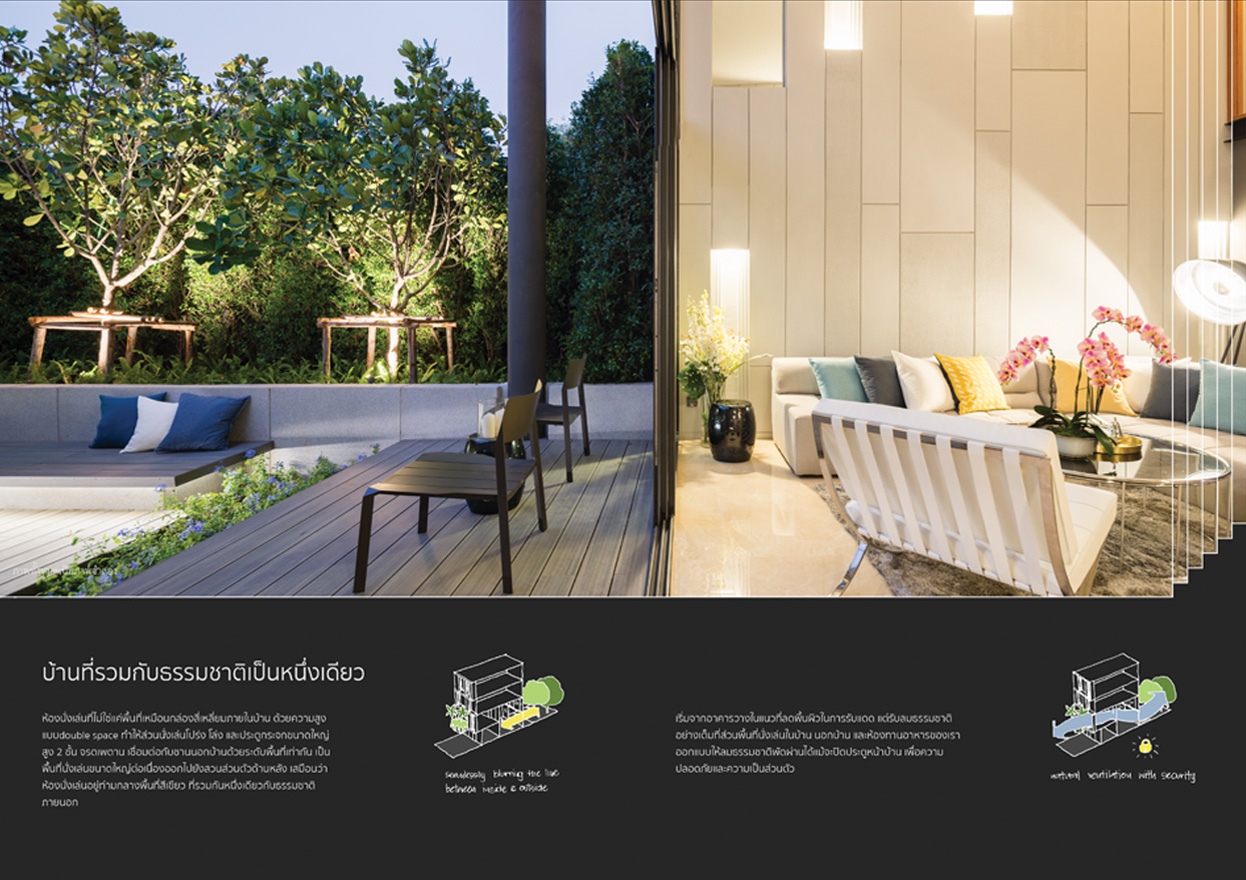 บ้านที่รวมกับธรรมชาติเป็นหนึ่งเดียว
ห้องนั่งเล่นที่ไม่ใช่แค่พื้นที่เหมือนกล่องสี่เหลี่ยมภายในบ้าน ด้วยความสูง
แบบdouble space ทำให้ส่วนนั่งเล่นโปร่ง โล่ง และประตูกระจกขนาดใหญ่
สูง 2 ชั้น จรดเพดาน เชื่อมต่อกับชานนอกบ้านด้วยระดับพื้นที่เท่ากัน เป็น
พื้นที่นั่งเล่นขนาดใหญ่ต่อเนื่องออกไปยังสวนส่วนตัวด้านหลัง เสมือนว่า
ห้องนั่งเล่นอยู่ท่ามกลางพื้นที่สีเขียว ที่รวมกันหนึ่งเดียวกับธรรมชาติ
ภายนอก
seamlessly blurring the line
between inside & outside
เริ่มจากอาคารวางในแนวที่ลดพื้นผิวในการรับแดด แต่รับลมธรรมชาติ
อย่างเต็มที่ส่วนพื้นที่นั่งเล่นในบ้าน นอกบ้าน และห้องทานอาหารของเรา
ออกแบบให้ลมธรรมชาติพัดผ่านได้แม้จะปิดประตูหน้าบ้าน เพื่อความ
ปลอดภัยและความเป็นส่วนตัว
natural ventilation with security